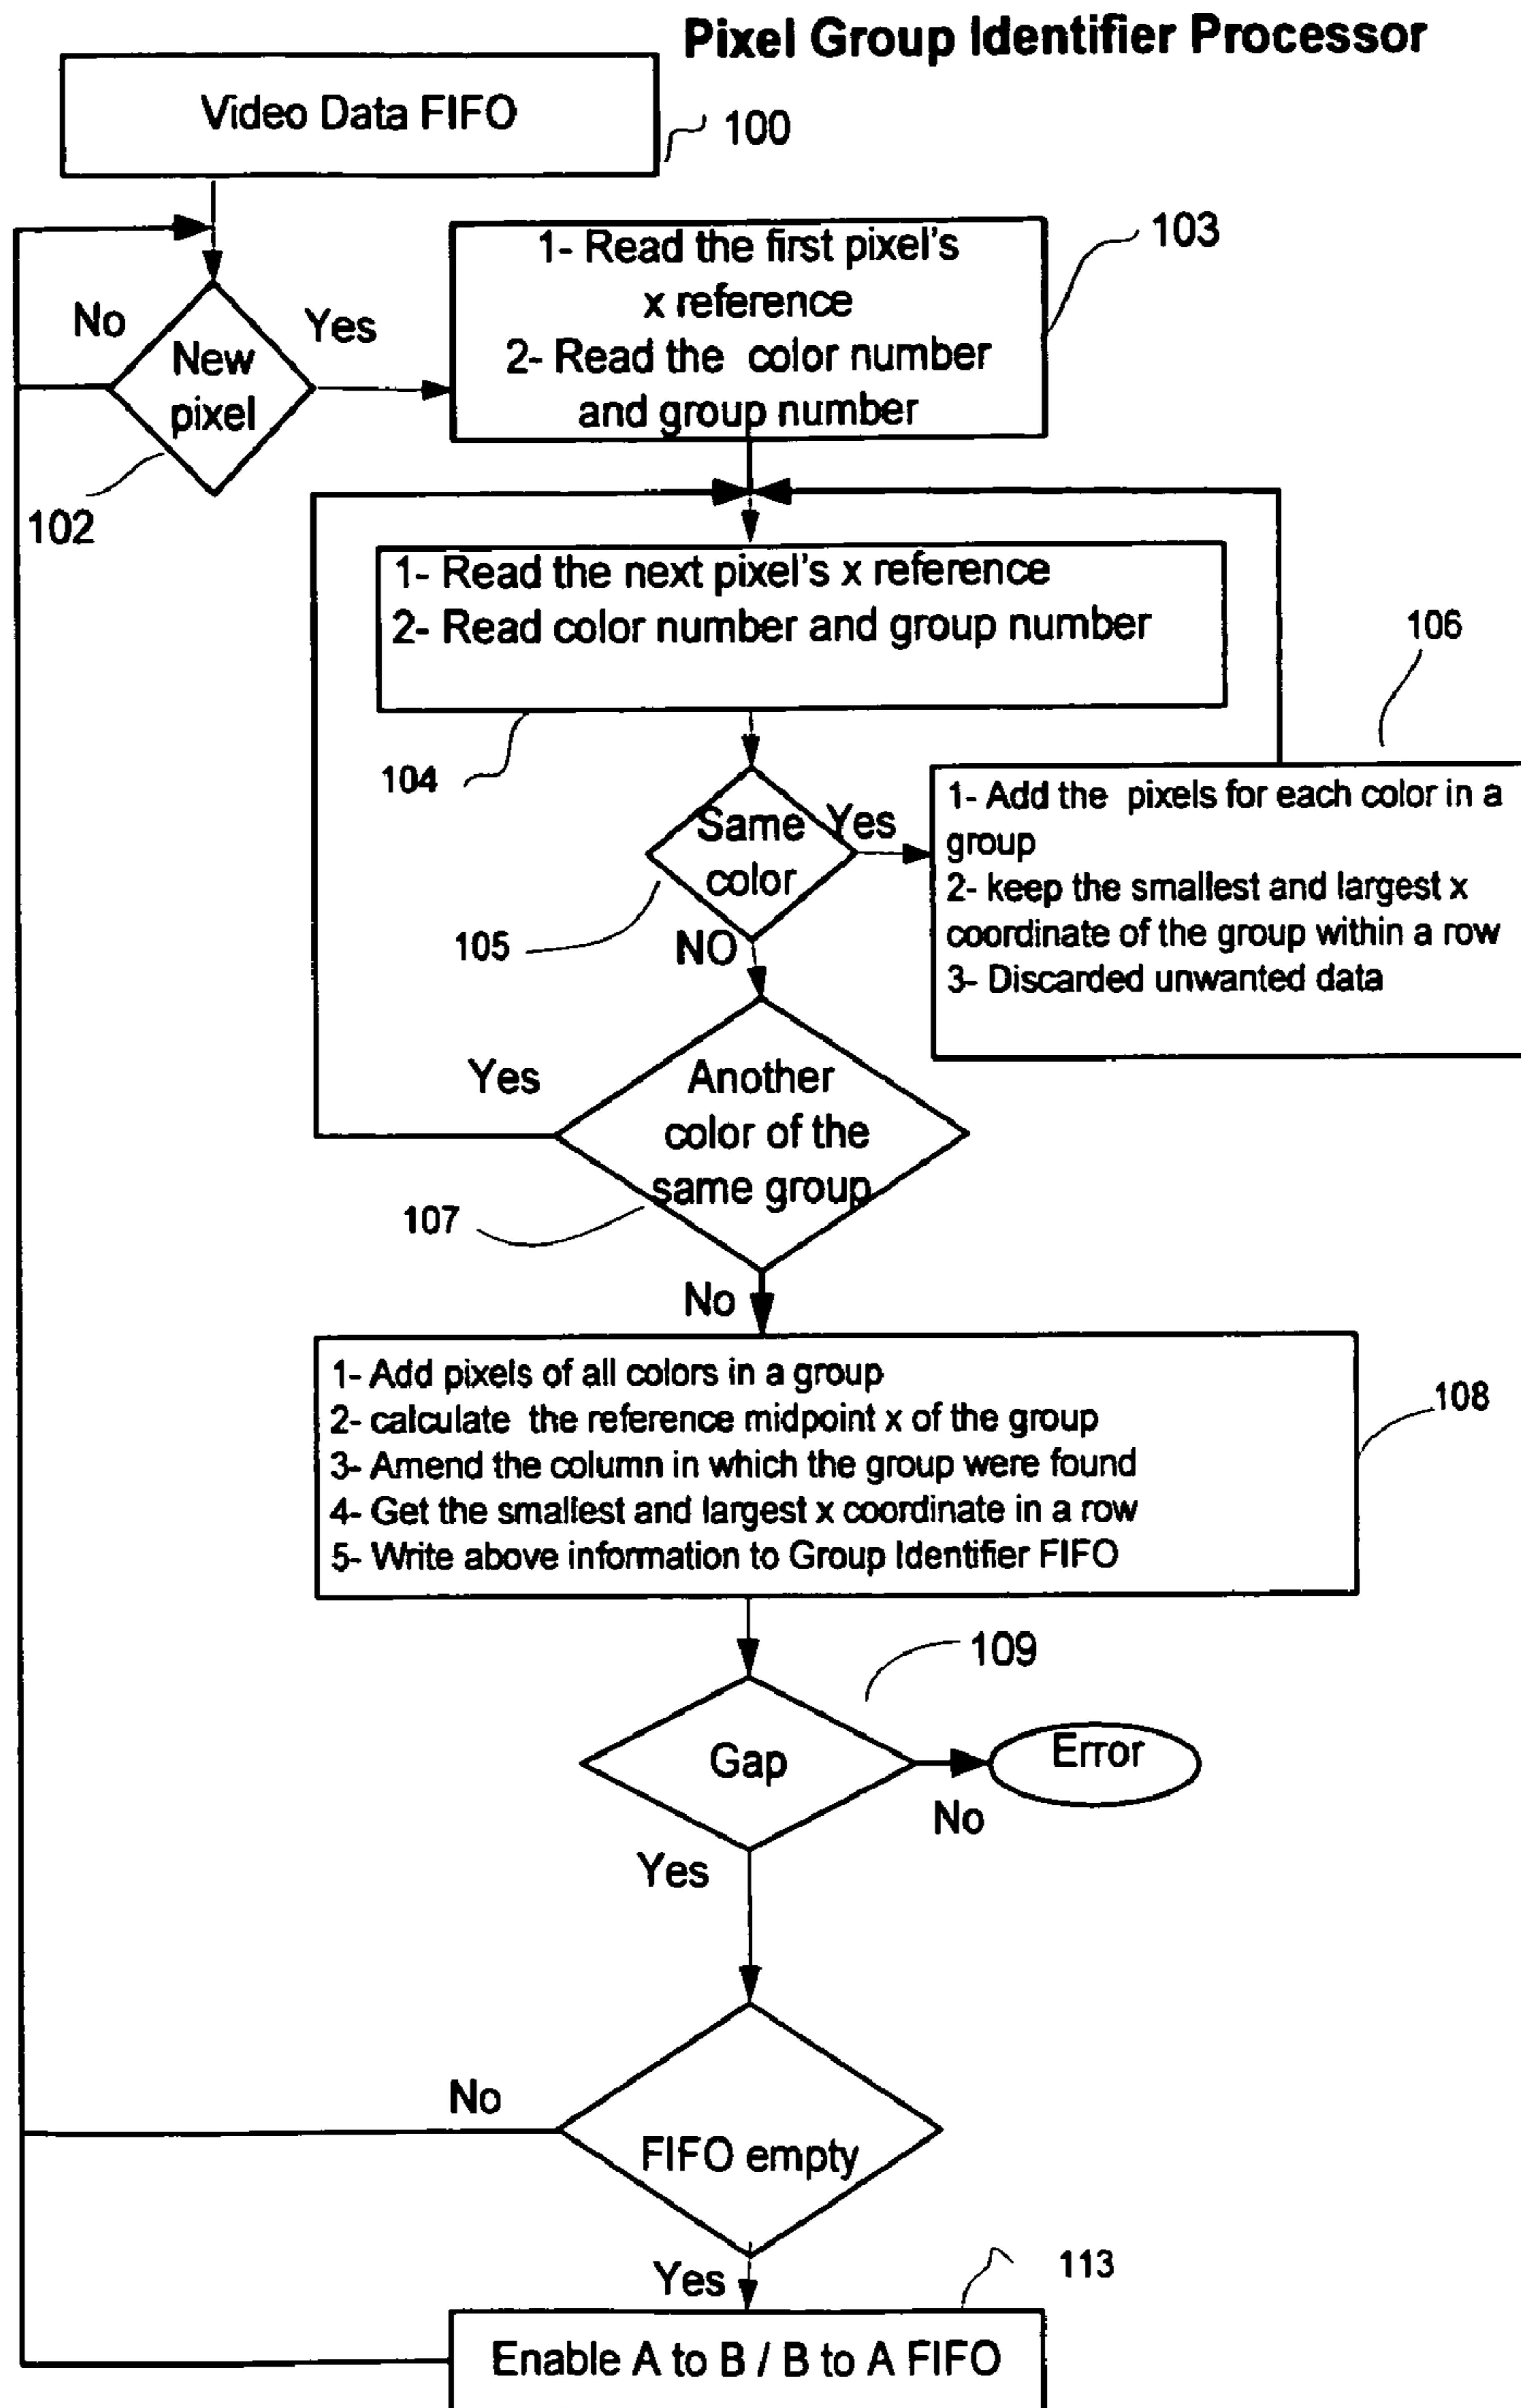 Pixel Group Identifier Processor
Video Data FIFO
100
1- Read the first pixel's
x reference
2- Read the color number
and group number
103
No
Yes
New
pixel
102
1- Read the next pixel's x reference
2- Read color number and group number
104
106
Same
color
Yes
105
NO
1- Add the pixels for each color in a
group
2- keep the smallest and largest x
coordinate of the group within a row
3- Discarded unwanted data
Yes
Another
color of the
same group
107
No
1- Add pixels of all colors in a group
2- calculate the reference midpoint x of the group
3- Amend the column in which the group were found
4- Get the smallest and largest x coordinate in a row
5- Write above information to Group Identifier FIFO
108
109
Gap
Error
No
Yes
No
FIFO empty
Yes
113
Enable A to B / B to A FIFO